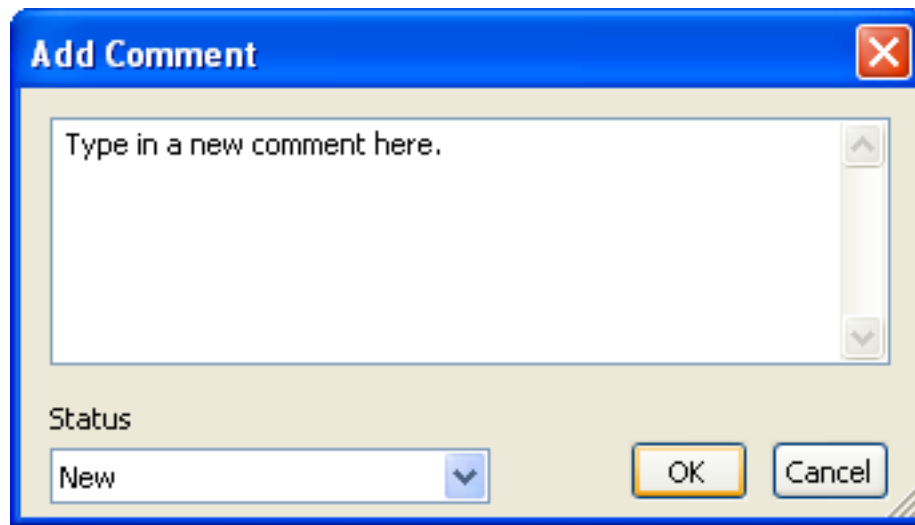 Add Comment
Type in a new comment here.
Status
New
OK
Cancel